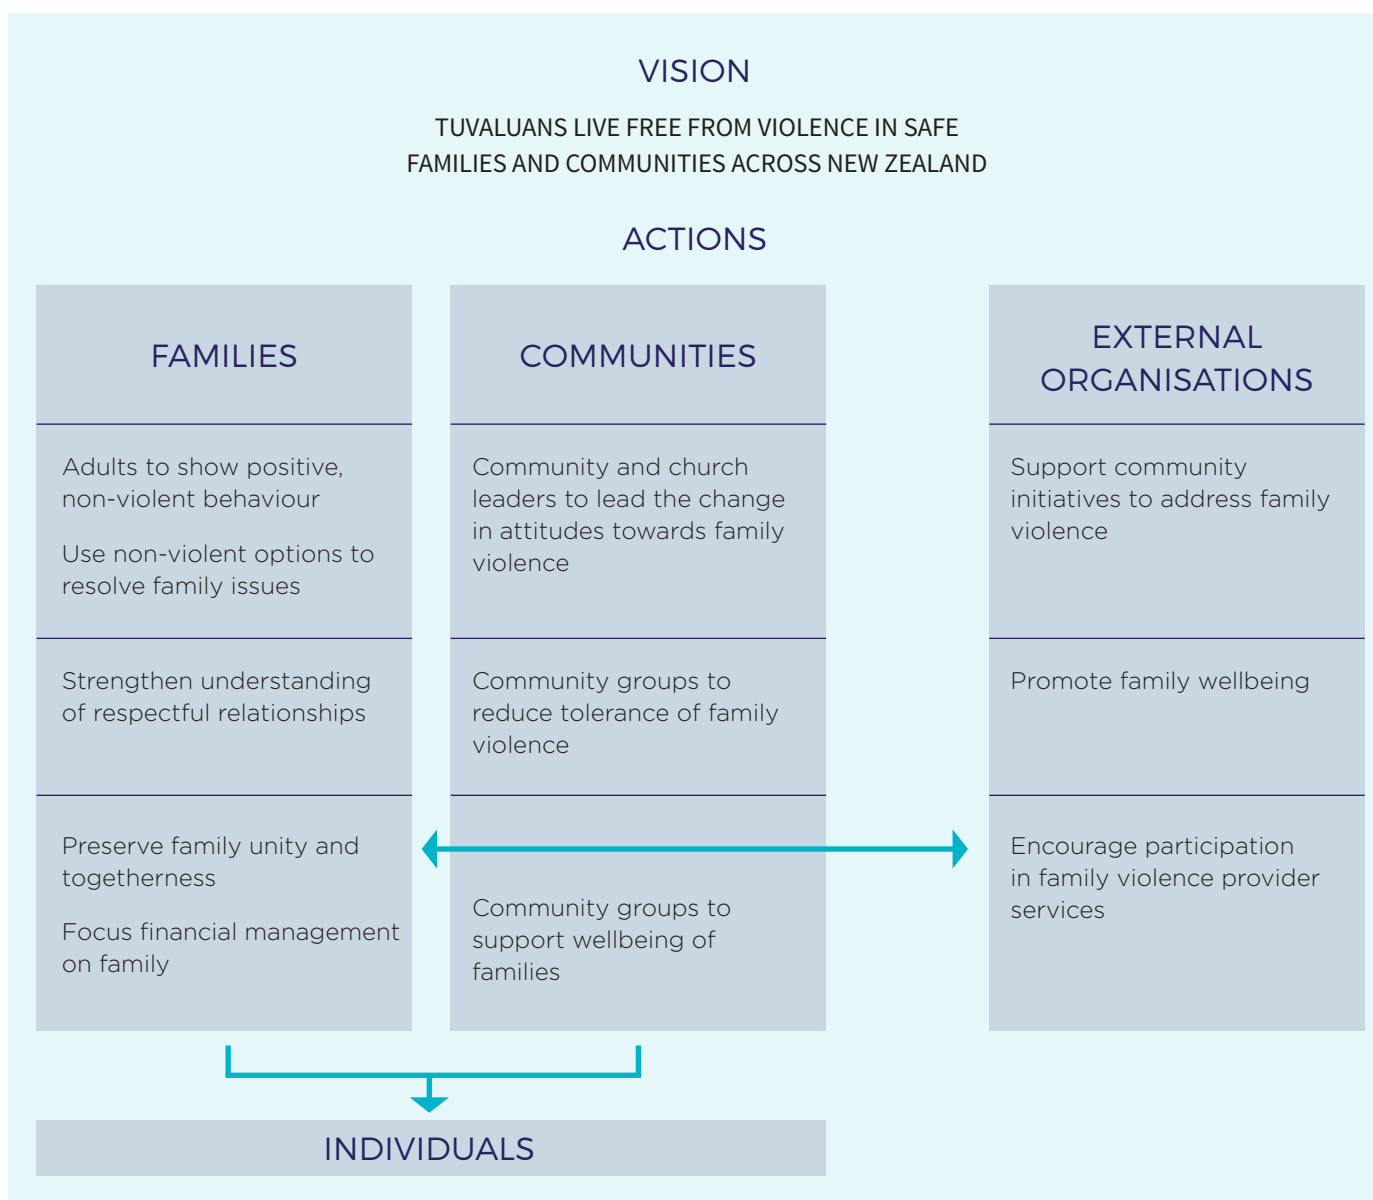 VISION
TUVALUANS LIVE FREE FROM VIOLENCE IN SAFE
FAMILIES AND COMMUNITIES ACROSS NEW ZEALAND
ACTIONS
FAMILIES
Adults to show positive,
non-violent behaviour
Use non-violent options to
resolve family issues
Strengthen understanding
of respectful relationships
Preserve family unity and
togetherness
Focus financial management
on family
COMMUNITIES
Community and church
leaders to lead the change
in attitudes towards family
violence
Community groups to
reduce tolerance of family
violence
Community groups to
support wellbeing of
families
EXTERNAL
ORGANISATIONS
Support community
initiatives to address family
violence
Promote family wellbeing
Encourage participation
in family violence provider
services
INDIVIDUALS